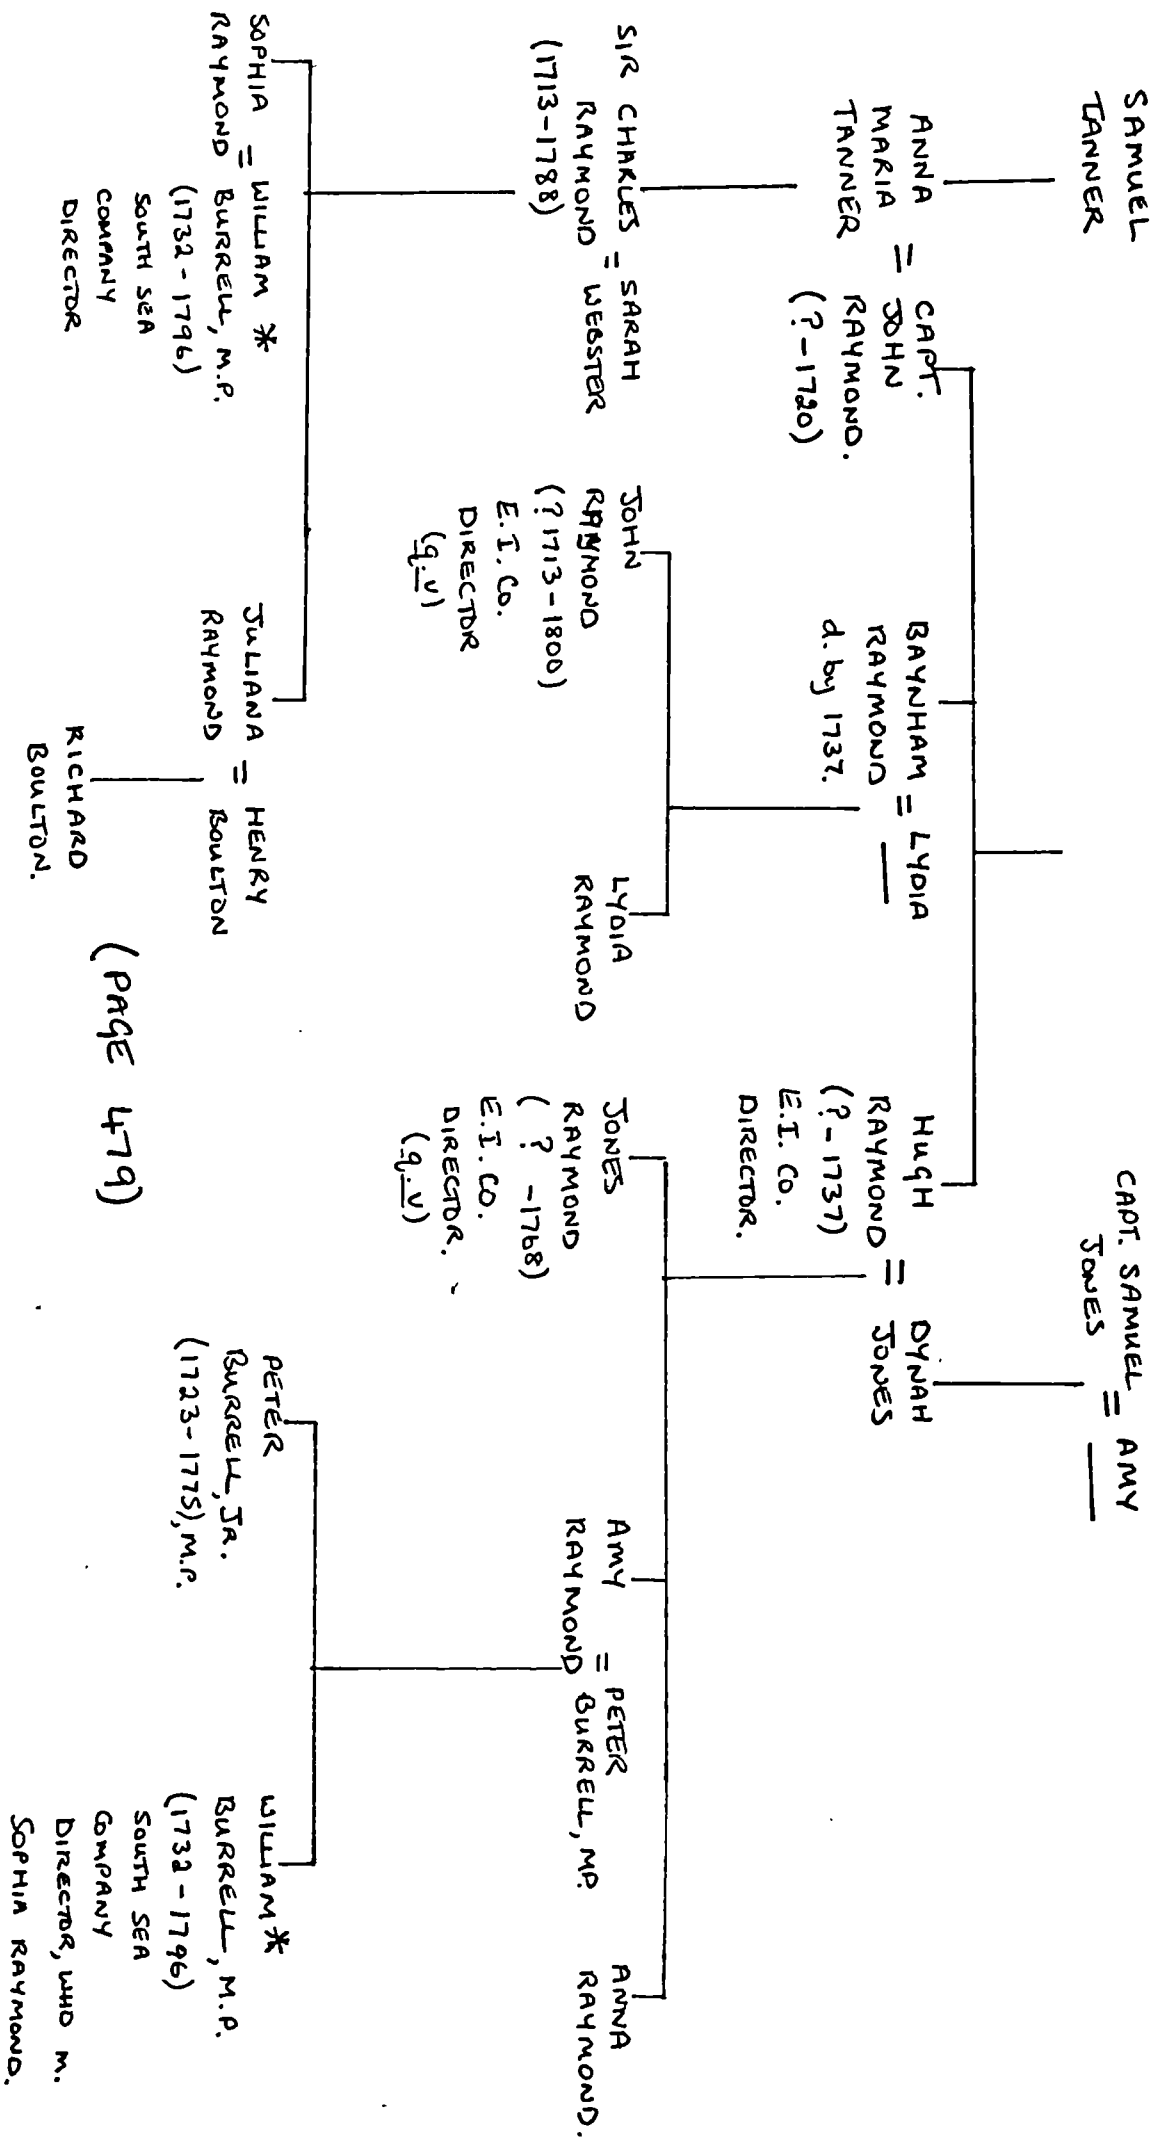 SAMUEL
TANNER
CAPT. SAMUEL = AMY
JONES
ANNA = CAPT.
MARIA JOHN
TANNER RAYMOND.
(?-1720)
BAYNHAM = LYDIA
RAYMOND
d. by 1737.
HUGH = DYNAH
RAYMOND JONES
(?-1737)
E.I. CO.
DIRECTOR.
SIR CHARLES = SARAH
RAYMOND WEBSTER
(1713-1788)
JOHN
RAYMOND
(?1713-1800)
E.I. Co.
DIRECTOR
(q.v)
LYDIA
RAYMOND
JONES
RAYMOND
( ? -1768)
E.I. CO.
DIRECTOR.
(q.v)
AMY = PETER
RAYMOND BURRELL, MP.
ANNA
RAYMOND.
SOPHIA = WILLIAM *
RAYMOND BURRELL, M.P.
(1732-1796)
SOUTH SEA
COMPANY
DIRECTOR
JULIANA = HENRY
RAYMOND BOULTON
RICHARD
BOULTON.
PETER
BURRELL, JR.
(1723-1775), M.P.
WILLIAM *
BURRELL, M.P.
(1732-1796)
SOUTH SEA
COMPANY
DIRECTOR, WHO M.
SOPHIA RAYMOND.
(PAGE 479)